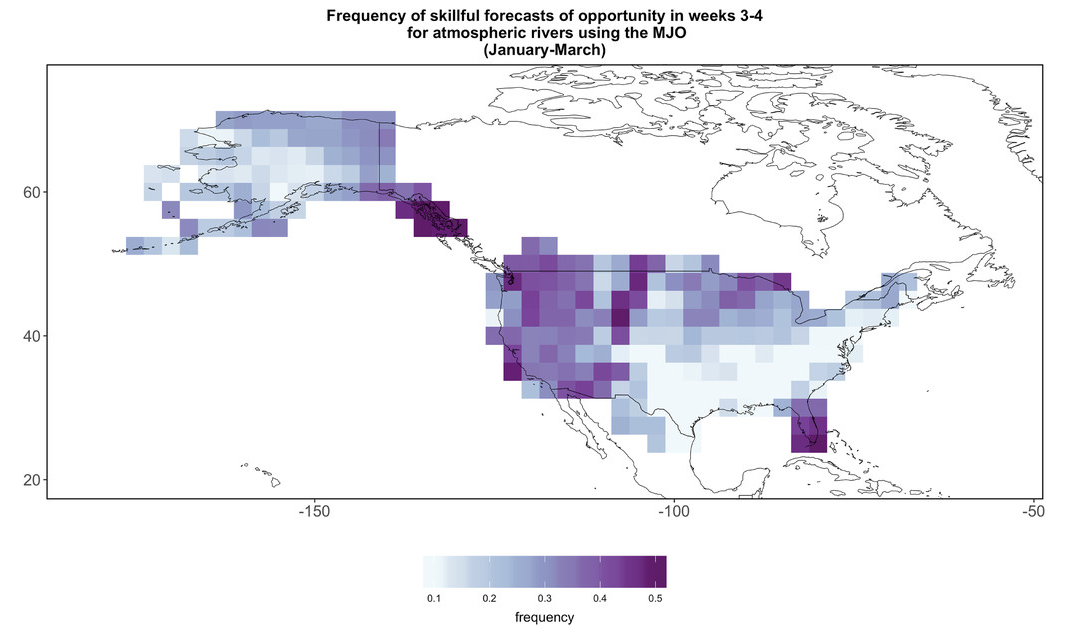 Frequency of skillful forecasts of opportunity in weeks 3-4
for atmospheric rivers using the MJO
(January-March)
60
40
20
-150
-100
-50
0.1
0.2
0.3
0.4
0.5
frequency